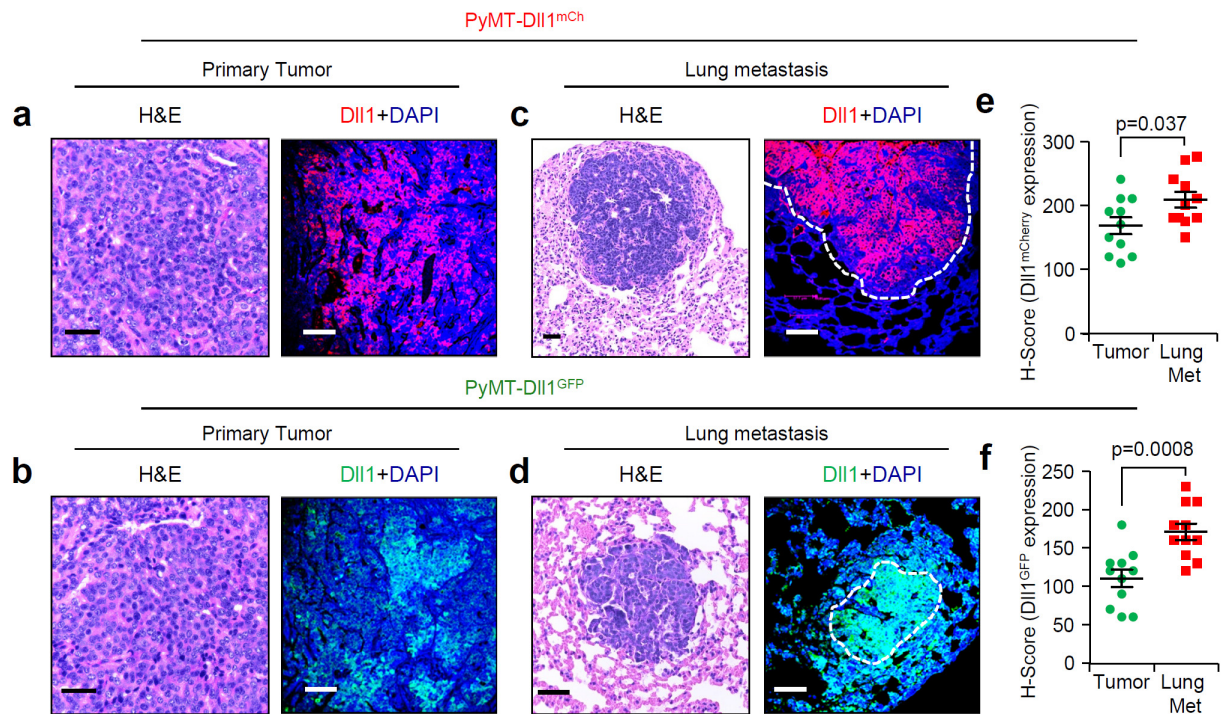 PyMT-Dll1mCh
Primary Tumor
Lung metastasis
a
H&E
Dll1+DAPI
c
H&E
Dll1+DAPI
e
H-Score (Dll1mCherry expression)
p=0.037
300
200
100
0
Tumor
Lung
Met
PyMT-Dll1GFP
Primary Tumor
Lung metastasis
b
H&E
Dll1+DAPI
d
H&E
Dll1+DAPI
f
H-Score (Dll1GFP expression)
p=0.0008
250
200
150
100
50
0
Tumor
Lung
Met